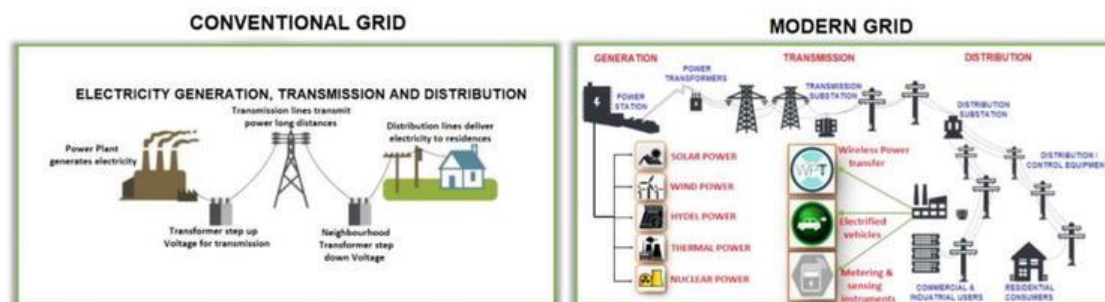 CONVENTIONAL GRID
ELECTRICITY GENERATION, TRANSMISSION AND DISTRIBUTION
Transmission lines transmit
power long distances
Power Plant
generates electricity
Distribution lines deliver
electricity to residences
Transformer step up
Voltage for transmission
Neighbourhood
Transformer step
down Voltage
MODERN GRID
GENERATION
TRANSMISSION
DISTRIBUTION
POWER
TRANSFORMERS
POWER
STATION
TRANSMISSION
SUBSTATION
DISTRIBUTION
SUBSTATION
DISTRIBUTION /
CONTROL EQUIPMENT
SOLAR POWER
WIND POWER
HYDEL POWER
THERMAL POWER
NUCLEAR POWER
WPT
Wireless Power
transfer
Electrified
vehicles
Metering &
sensing
instraments
COMMERCIAL &
INDUATRIAL USERS
RESIDENTIAL
CONSUMERS